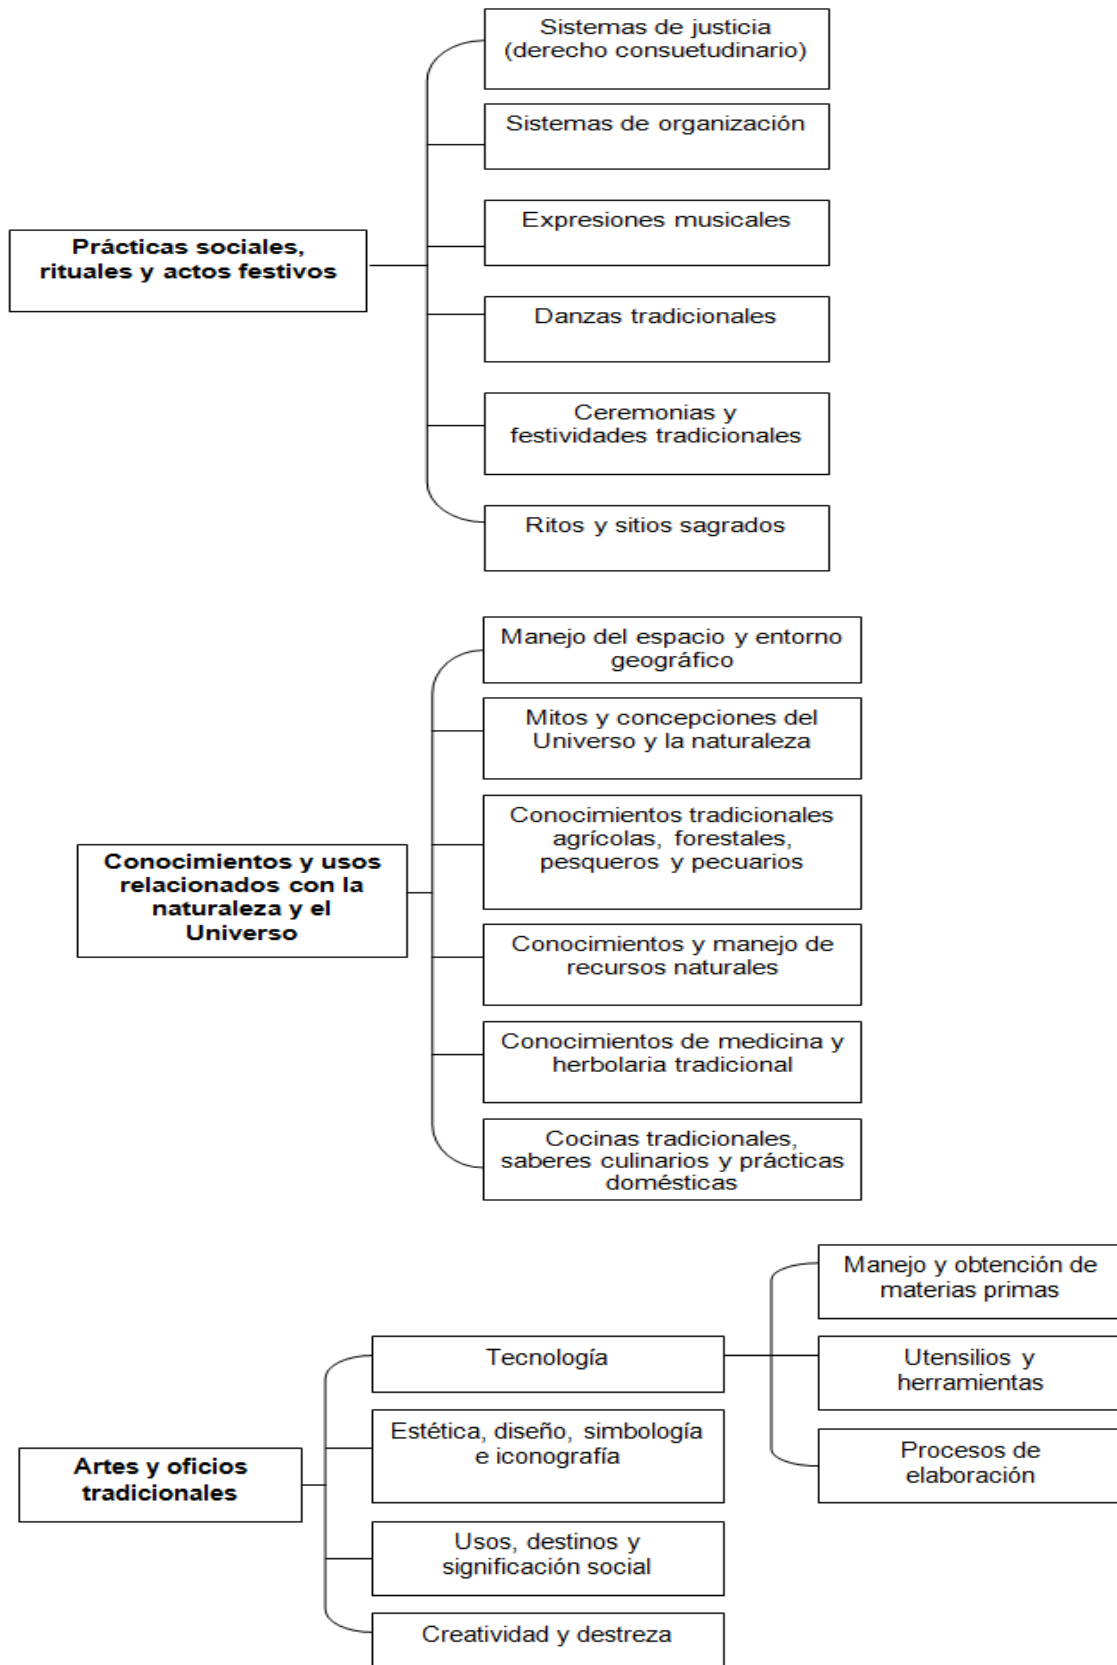 Sistemas de justicia
(derecho consuetudinario)
Sistemas de organización
Expresiones musicales
Prácticas sociales,
rituales y actos festivos
Danzas tradicionales
Ceremonias y
festividades tradicionales
Ritos y sitios sagrados
Manejo del espacio y entorno
geográfico
Mitos y concepciones del
Universo y la naturaleza
Conocimientos tradicionales
agrícolas, forestales,
pesqueros y pecuarios
Conocimientos y usos
relacionados con la
naturaleza y el
Universo
Conocimientos y manejo de
recursos naturales
Conocimientos de medicina y
herbolaria tradicional
Cocinas tradicionales,
saberes culinarios y prácticas
domésticas
Manejo y obtención de
materias primas
Tecnología
Utensilios y
herramientas
Estética, diseño, simbología
e iconografía
Procesos de
elaboración
Artes y oficios
tradicionales
Usos, destinos y
significación social
Creatividad y destreza